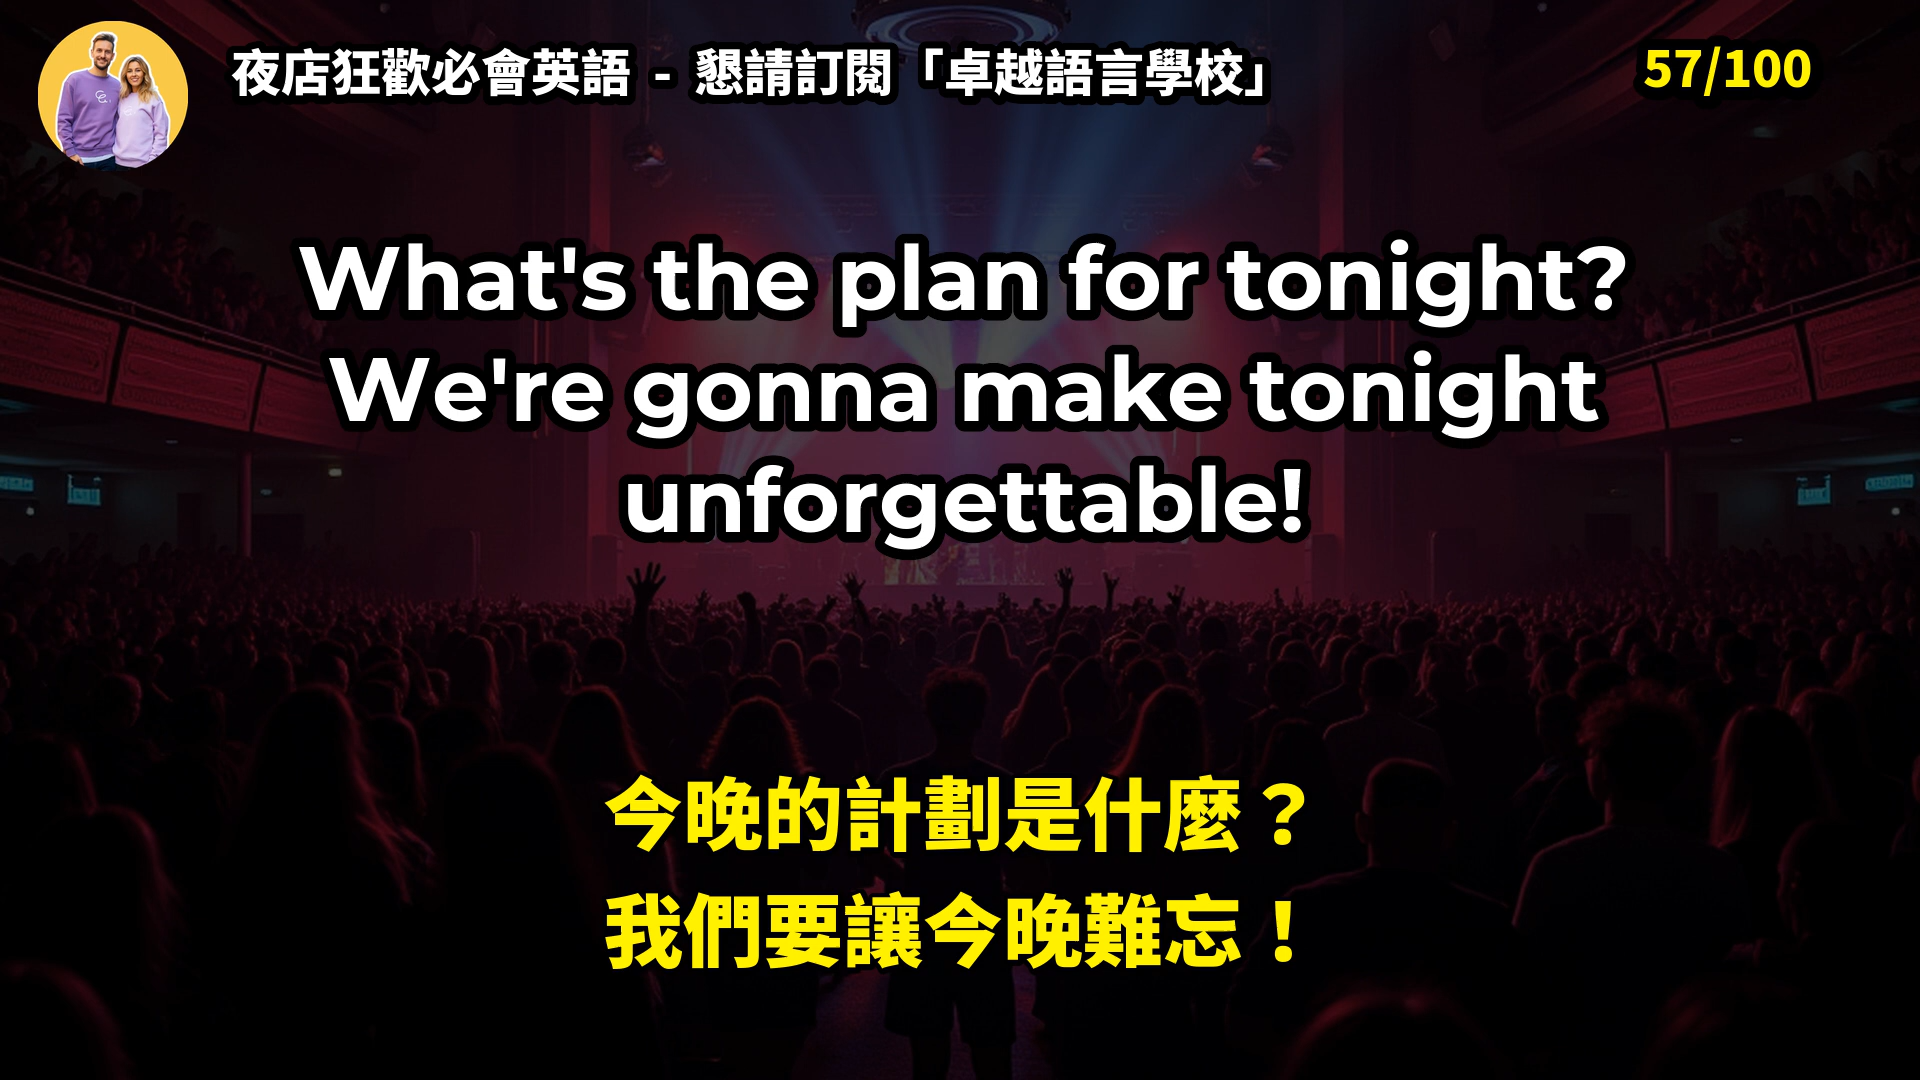 夜店狂歡必會英語 - 懇請訂閱「卓越語言學校」
57/100
What's the plan for tonight?
We're gonna make tonight
unforgettable!
今晚的計劃是什麼？
我們要讓今晚難忘！